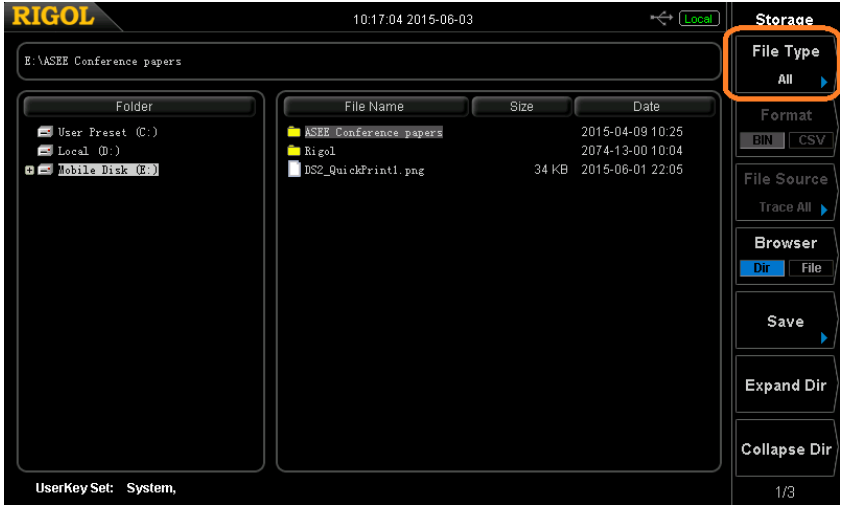 RIGOL
10:17:04 2015-06-03
Local
Storage
E:\ASEE Conference papers
File Type
All
Folder
File Name Size Date
User Preset (C:)
Local (D:)
Mobile Disk (E:)
ASEE Conference papers 2015-04-09 10:25
Rigol 2074-13-00 10:04
DS2_QuickPrint1.png 34 KB 2015-06-01 22:05
Format
BIN CSV
File Source
Trace All
Browser
Dir File
Save
Expand Dir
Collapse Dir
UserKey Set: System,
1/3